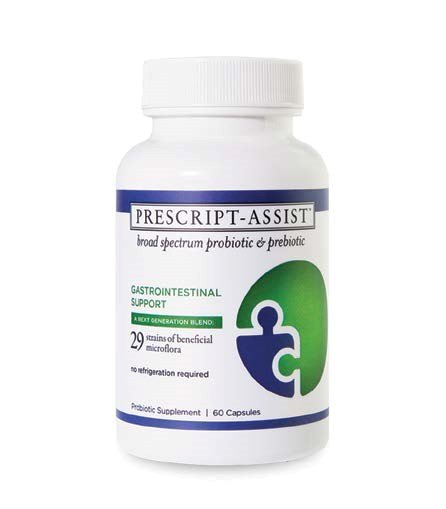 PRESCRIPT-ASSIST™
broad spectrum probiotic & prebiotic
GASTROINTESTINAL
SUPPORT
A NEXT GENERATION BLEND:
29 strains of beneficial
microflora
no refrigeration required
Probiotic Supplement | 60 Capsules